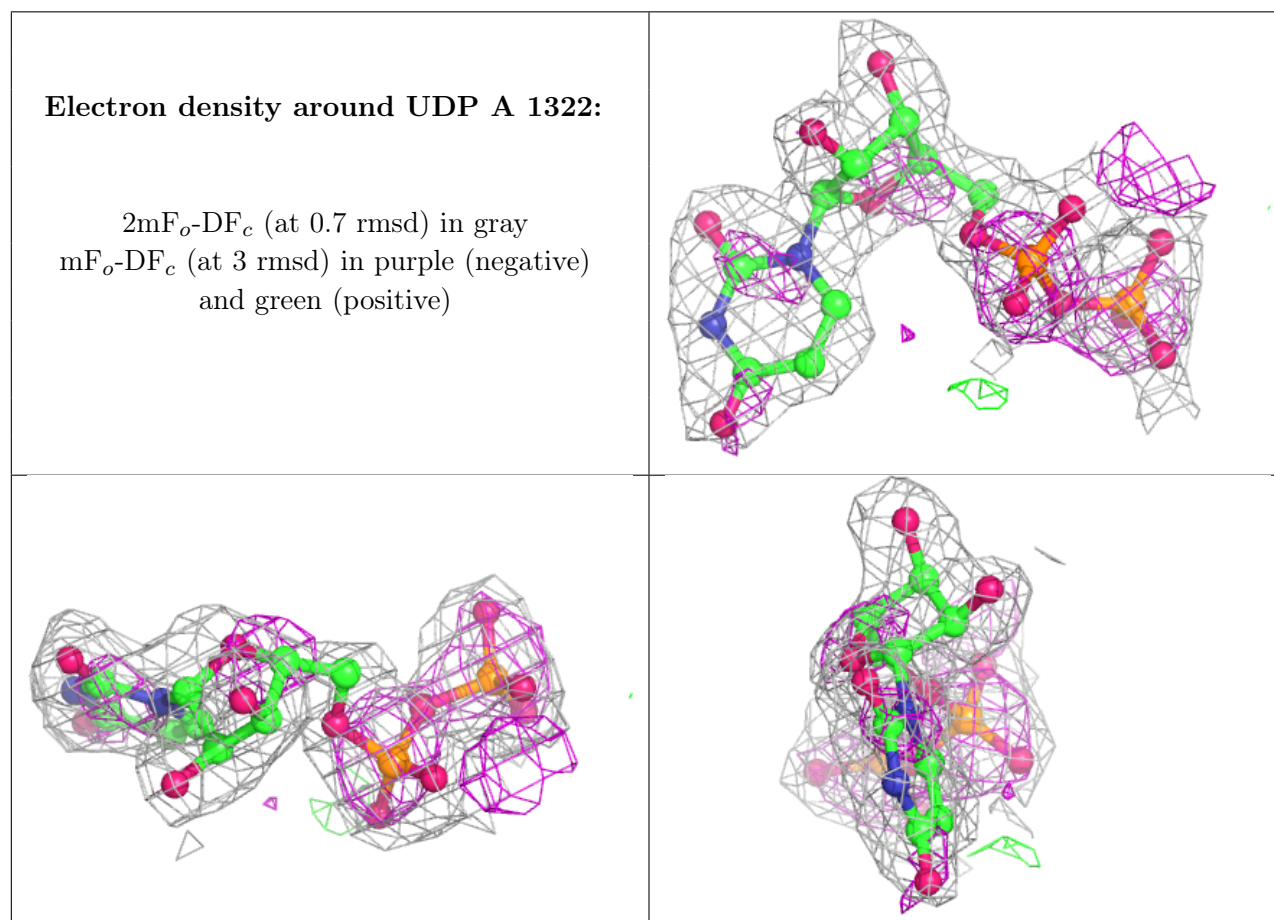 Electron density around UDP A 1322:
2mFₒ-DF𝒸 (at 0.7 rmsd) in gray
mFₒ-DF𝒸 (at 3 rmsd) in purple (negative)
and green (positive)